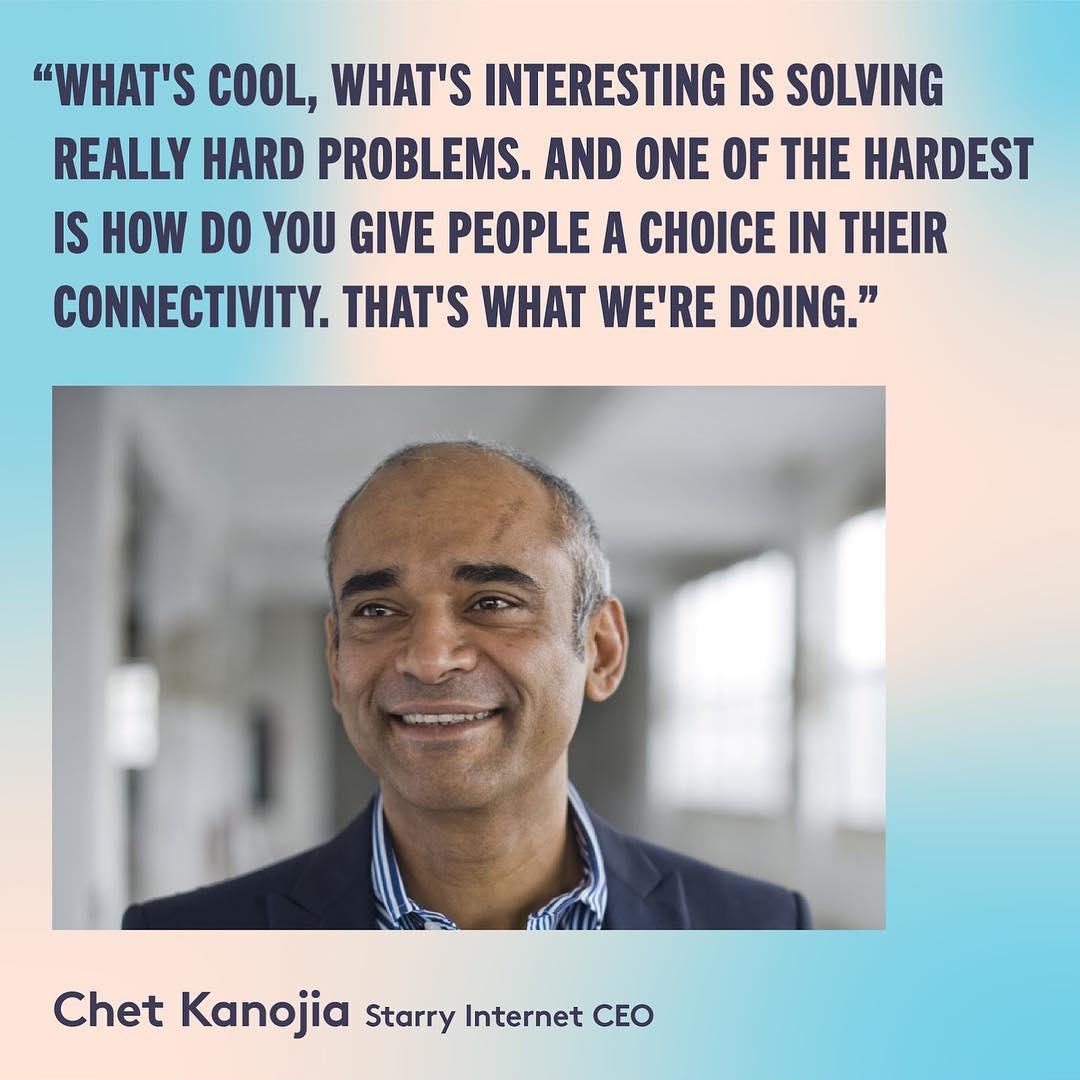 “WHAT'S COOL, WHAT'S INTERESTING IS SOLVING
REALLY HARD PROBLEMS. AND ONE OF THE HARDEST
IS HOW DO YOU GIVE PEOPLE A CHOICE IN THEIR
CONNECTIVITY. THAT'S WHAT WE'RE DOING.”
Chet Kanojia Starry Internet CEO